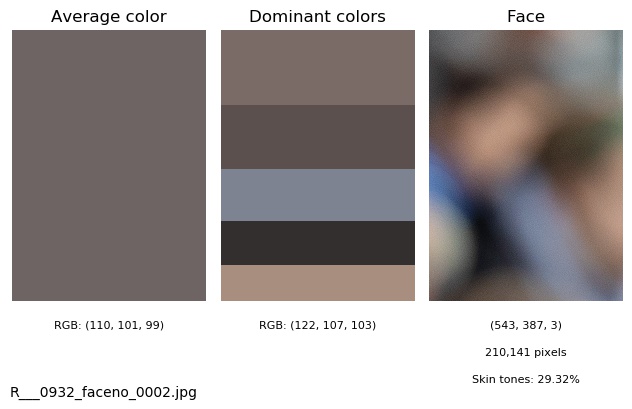 Average color
Dominant colors
Face
RGB: (110, 101, 99)
RGB: (122, 107, 103)
(543, 387, 3)
210,141 pixels
Skin tones: 29.32%
R___0932_faceno_0002.jpg